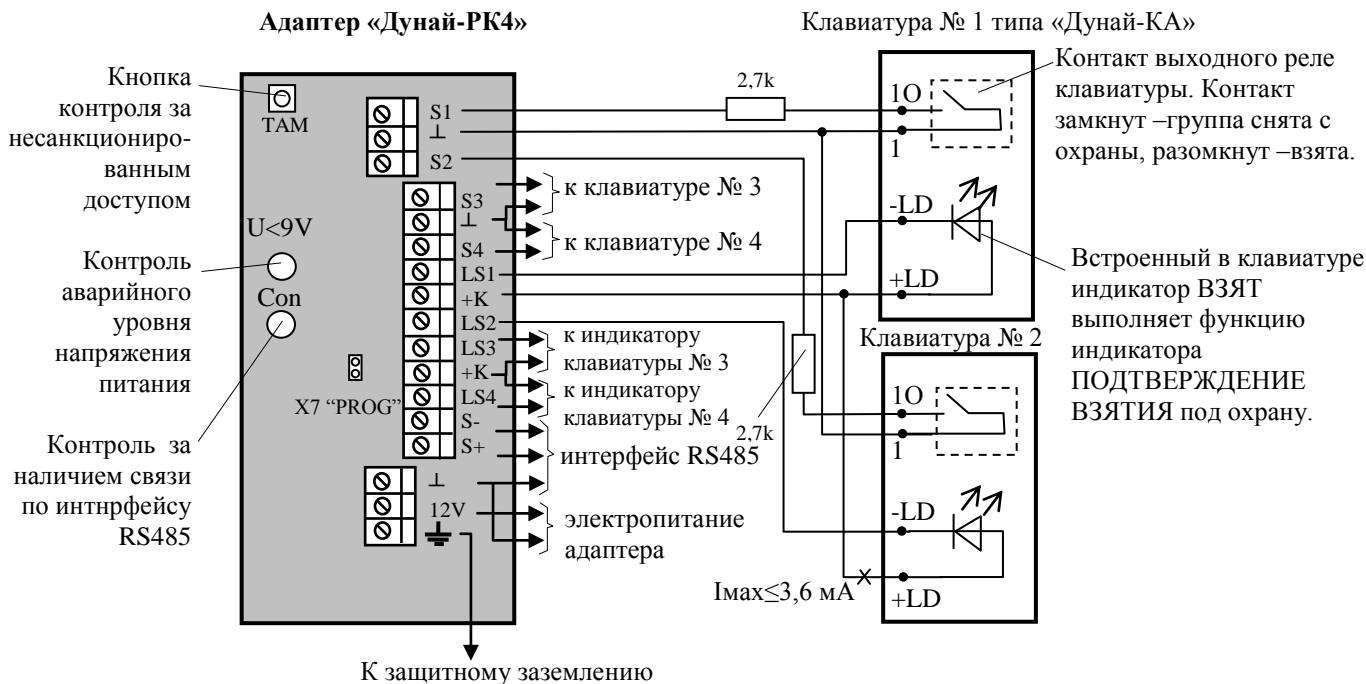 Адаптер «Дунай-РК4»
Клавиатура № 1 типа «Дунай-КА»
Кнопка
контроля за
несанкциониро-
ванным
доступом
Контроль
аварийного
уровня
напряжения
питания
Контроль за
наличием связи
по интнрфейсу
RS485
TAM
U<9V
Con
X7 “PROG”
S1
⊥
S2
S3
⊥
S4
LS1
+K
LS2
LS3
+K
LS4
S-
S+
⊥
12V
к клавиатуре № 3
к клавиатуре № 4
к индикатору
клавиатуры № 3
к индикатору
клавиатуры № 4
интерфейс RS485
электропитание
адаптера
К защитному заземлению
2,7k
2,7k
1O
1
-LD
+LD
Контакт выходного реле
клавиатуры. Контакт
замкнут –группа снята с
охраны, разомкнут –взята.
Встроенный в клавиатуре
индикатор ВЗЯТ
выполняет функцию
индикатора
ПОДТВЕРЖДЕНИЕ
ВЗЯТИЯ под охрану.
Клавиатура № 2
1O
1
-LD
+LD
Iмах≤3,6 мА